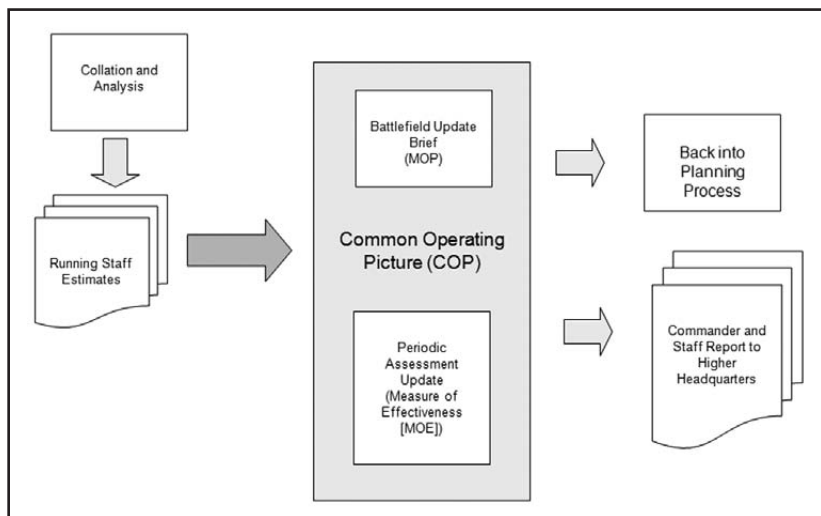 Collation and
Analysis
Running Staff
Estimates
Battlefield Update
Brief
(MOP)
Common Operating
Picture (COP)
Periodic
Assessment
Update
(Measure of
Effectiveness
[MOE])
Back into
Planning
Process
Commander and
Staff Report to
Higher
Headquarters